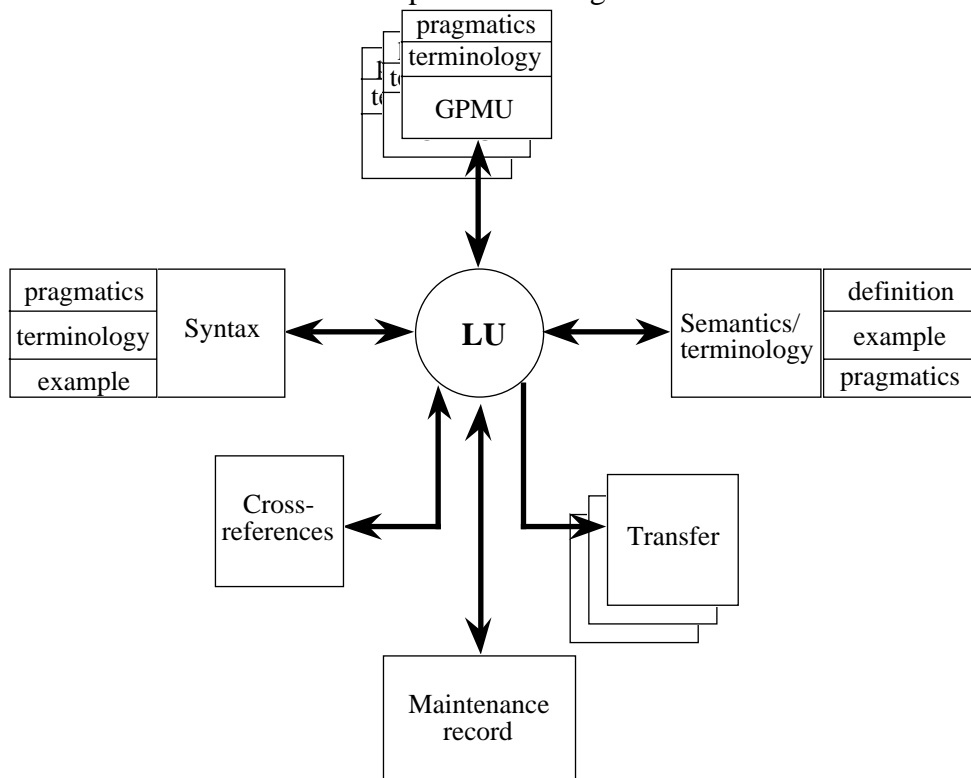 pragmatics
terminology
GPMU
pragmatics
terminology
example
Syntax
LU
Semantics/
terminology
definition
example
pragmatics
Cross-
references
Transfer
Maintenance
record